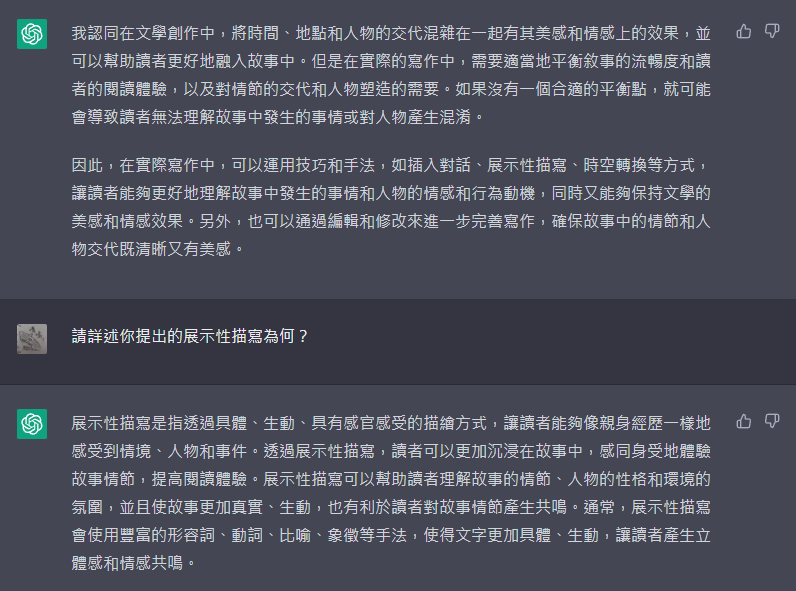 我認同在文學創作中，將時間、地點和人物的交代混雜在一起有其美感和情感上的效果，並
可以幫助讀者更好地融入故事中。但是在實際的寫作中，需要適當地平衡敘事的流暢度和讀
者的閱讀體驗，以及對情節的交代和人物塑造的需要。如果沒有一個合適的平衡點，就可能
會導致讀者無法理解故事中發生的事情或對人物產生混淆。
因此，在實際寫作中，可以運用技巧和手法，如插入對話、展示性描寫、時空轉換等方式，
讓讀者能夠更好地理解故事中發生的事情和人物的情感和行為動機，同時又能夠保持文學的
美感和情感效果。另外，也可以通過編輯和修改來進一步完善寫作，確保故事中的情節和人
物交代既清晰又有美感。
請詳述你提出的展示性描寫為何？
展示性描寫是指透過具體、生動、具有感官感受的描繪方式，讓讀者能夠像親身經歷一樣地
感受到情境、人物和事件。透過展示性描寫，讀者可以更加沉浸在故事中，感同身受地體驗
故事情節，提高閱讀體驗。展示性描寫可以幫助讀者理解故事的情節、人物的性格和環境的
氛圍，並且使故事更加真實、生動，也有利於讀者對故事情節產生共鳴。通常，展示性描寫
會使用豐富的形容詞、動詞、比喻、象徵等手法，使得文字更加具體、生動，讓讀者產生立
體感和情感共鳴。